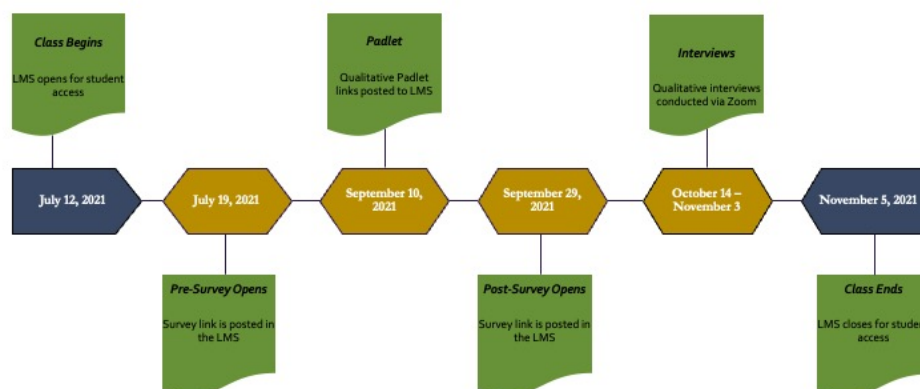 Class Begins
LMS opens for student
access
Padlet
Qualitative Padlet
links posted to LMS
Interviews
Qualitative interviews
conducted via Zoom
July 12, 2021
July 19, 2021
September 10,
2021
September 29,
2021
October 14 –
November 3
November 5, 2021
Pre-Survey Opens
Survey link is posted in
the LMS
Post-Survey Opens
Survey link is posted in
the LMS
Class Ends
LMS closes for studen
access